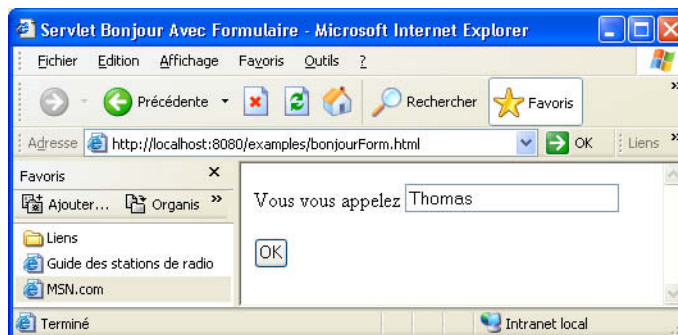 Servlet Bonjour Avec Formulaire - Microsoft Internet Explorer
Fichier Edition Affichage Favoris Outils ?
Précédente Rechercher Favoris »
Adresse http://localhost:8080/examples/bonjourForm.html OK Liens »
Favoris ×
Ajouter... Organis »
Liens
Guide des stations de radio
MSN.com
Vous vous appelez Thomas
OK
Terminé Intranet local